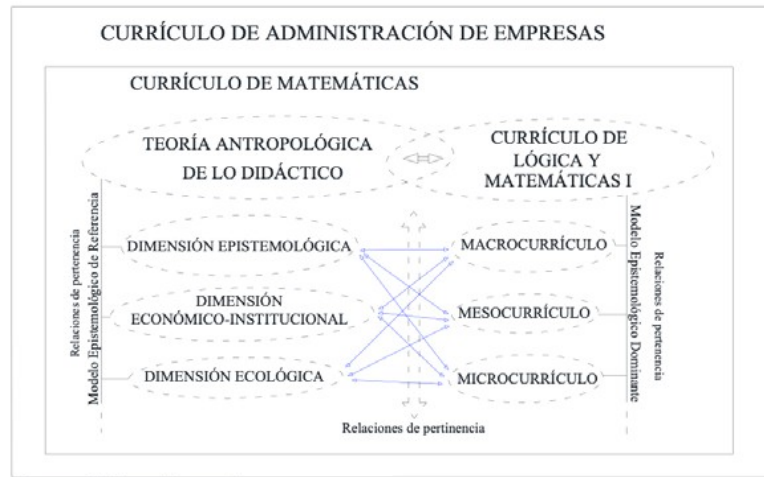 CURRÍCULO DE ADMINISTRACIÓN DE EMPRESAS
CURRÍCULO DE MATEMÁTICAS
TEORÍA ANTROPOLÓGICA
DE LO DIDÁCTICO
CURRÍCULO DE
LÓGICA Y
MATEMÁTICAS I
Relaciones de pertenencia
Modelo Epistemológico de Referencia
DIMENSIÓN EPISTEMOLÓGICA
DIMENSIÓN
ECONÓMICO-INSTITUCIONAL
DIMENSIÓN ECOLÓGICA
MACROCURRÍCULO
MESOCURRÍCULO
MICROCURRÍCULO
Modelo Epistemológico Dominante
Relaciones de pertenencia
Relaciones de pertinencia